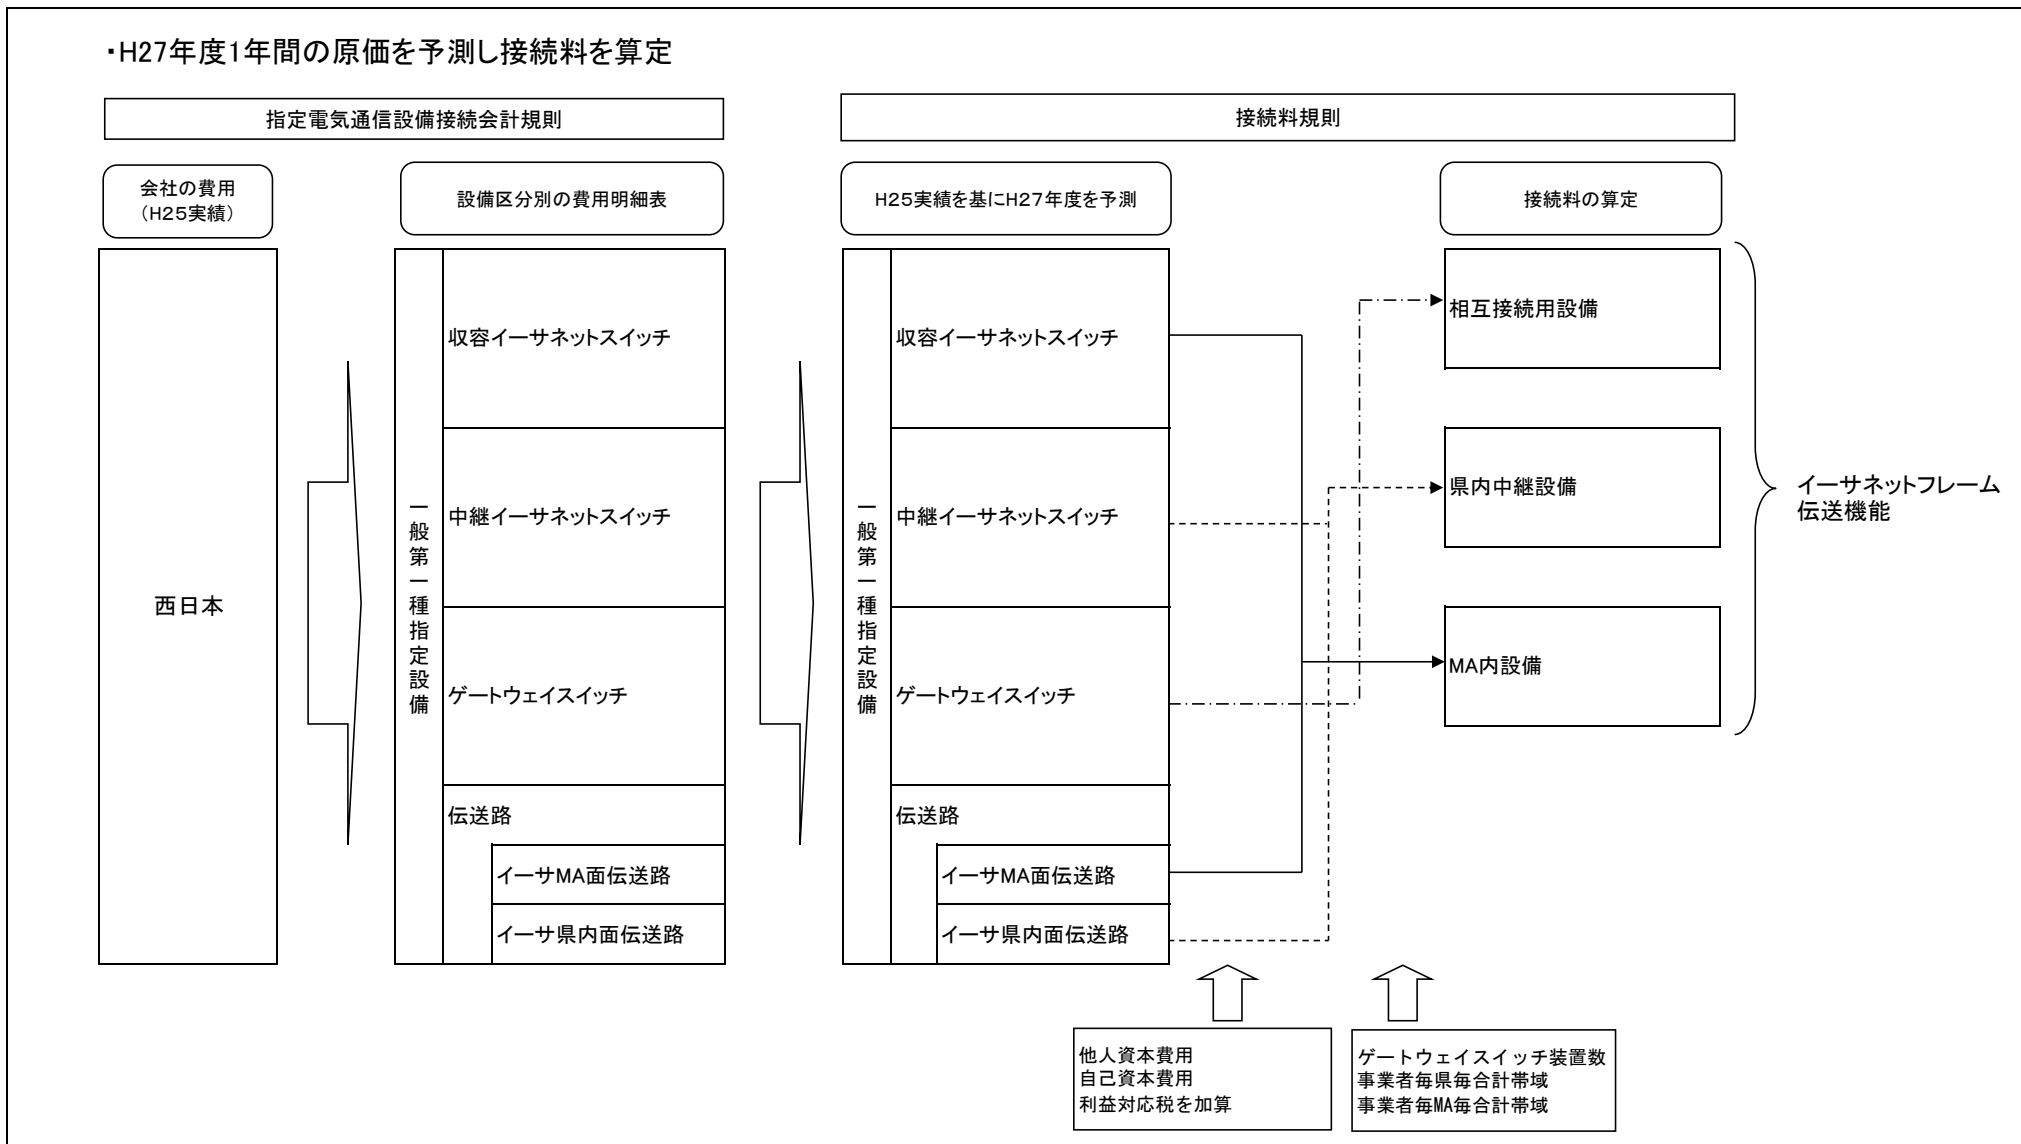 ・H27年度1年間の原価を予測し接続料を算定
指定電気通信設備接続会計規則
接続料規則
会社の費用
（H25実績）
設備区分別の費用明細表
H25実績を基にH27年度を予測
接続料の算定
西日本
一般第一種指定設備
収容イーサネットスイッチ
中継イーサネットスイッチ
ゲートウェイスイッチ
伝送路
イーサMA面伝送路
イーサ県内面伝送路
一般第一種指定設備
収容イーサネットスイッチ
中継イーサネットスイッチ
ゲートウェイスイッチ
伝送路
イーサMA面伝送路
イーサ県内面伝送路
相互接続用設備
県内中継設備
MA内設備
イーサネットフレーム
伝送機能
他人資本費用
自己資本費用
利益対応税を加算
ゲートウェイスイッチ装置数
事業者毎県毎合計帯域
事業者毎MA毎合計帯域